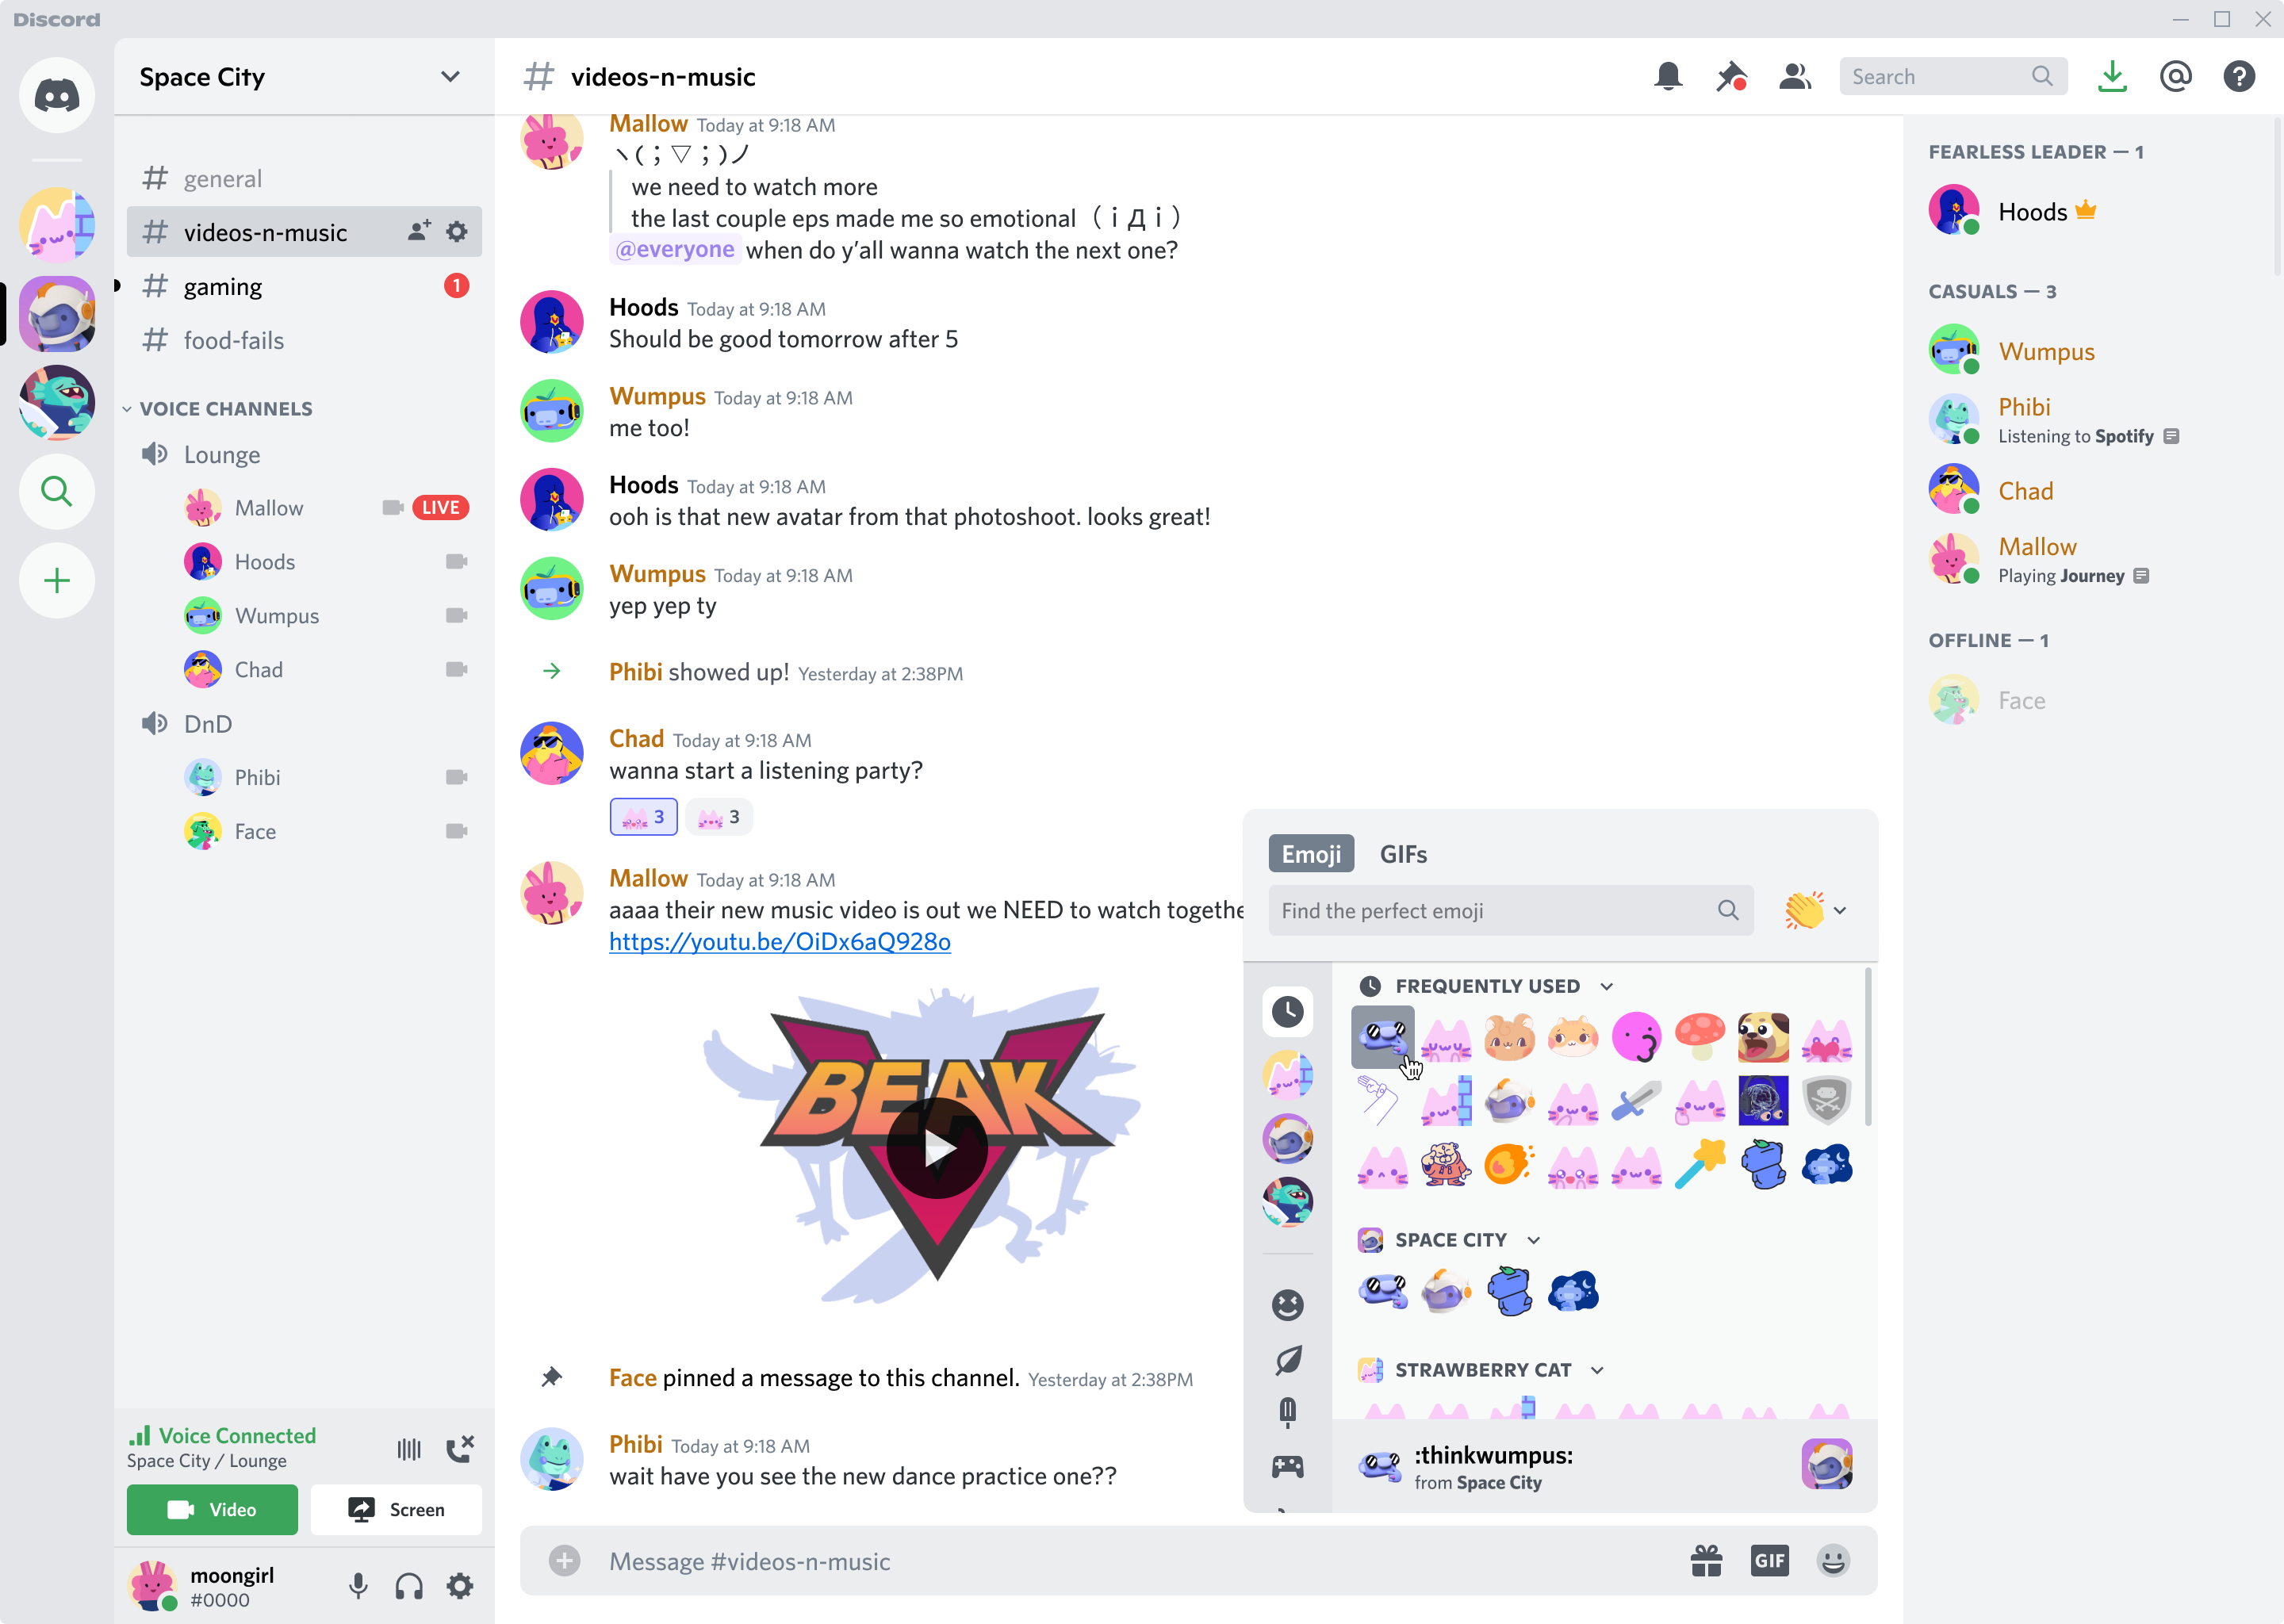 Discord
Space City
general
videos-n-music
gaming
1
food-fails
VOICE CHANNELS
Lounge
Mallow
LIVE
Hoods
Wumpus
Chad
DnD
Phibi
Face
Voice Connected
Space City / Lounge
Video
Screen
moongirl
#0000
videos-n-music
Search
Mallow Today at 9:18 AM
ヽ(；▽；)ノ
we need to watch more
the last couple eps made me so emotional （ｉДｉ）
@everyone when do y’all wanna watch the next one?
Hoods Today at 9:18 AM
Should be good tomorrow after 5
Wumpus Today at 9:18 AM
me too!
Hoods Today at 9:18 AM
ooh is that new avatar from that photoshoot. looks great!
Wumpus Today at 9:18 AM
yep yep ty
Phibi showed up! Yesterday at 2:38PM
Chad Today at 9:18 AM
wanna start a listening party?
3
3
Mallow Today at 9:18 AM
aaaa their new music video is out we NEED to watch togethe
https://youtu.be/OiDx6aQ928o
BEAK
Face pinned a message to this channel. Yesterday at 2:38PM
Phibi Today at 9:18 AM
wait have you see the new dance practice one??
Message #videos-n-music
GIF
Emoji
GIFs
Find the perfect emoji
FREQUENTLY USED
SPACE CITY
STRAWBERRY CAT
:thinkwumpus:
from Space City
FEARLESS LEADER — 1
Hoods
CASUALS — 3
Wumpus
Phibi
Listening to Spotify
Chad
Mallow
Playing Journey
OFFLINE — 1
Face